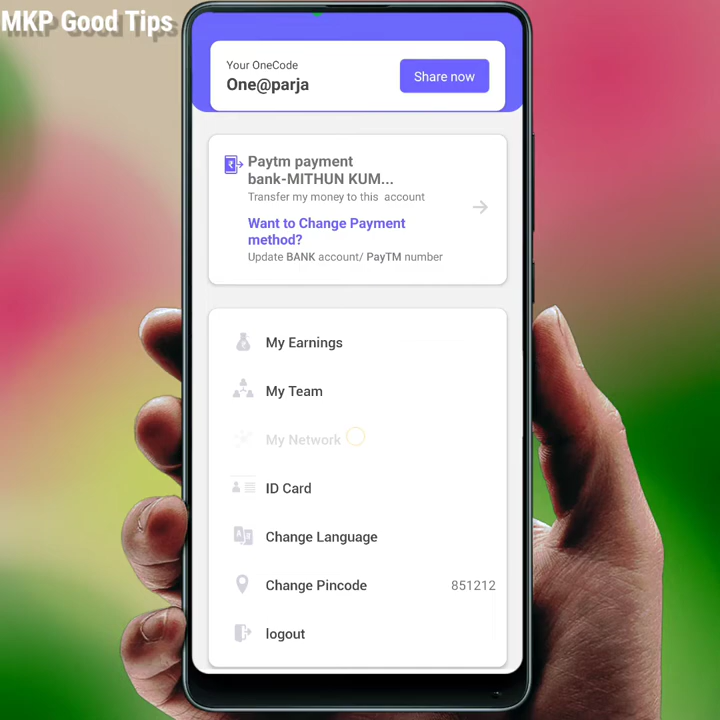 MKP Good Tips
Your OneCode
One@parja
Share now
Paytm payment
bank-MITHUN KUM...
Transfer my money to this account
Want to Change Payment
method?
Update BANK account/ PayTM number
My Earnings
My Team
My Network
ID Card
Change Language
Change Pincode 851212
logout